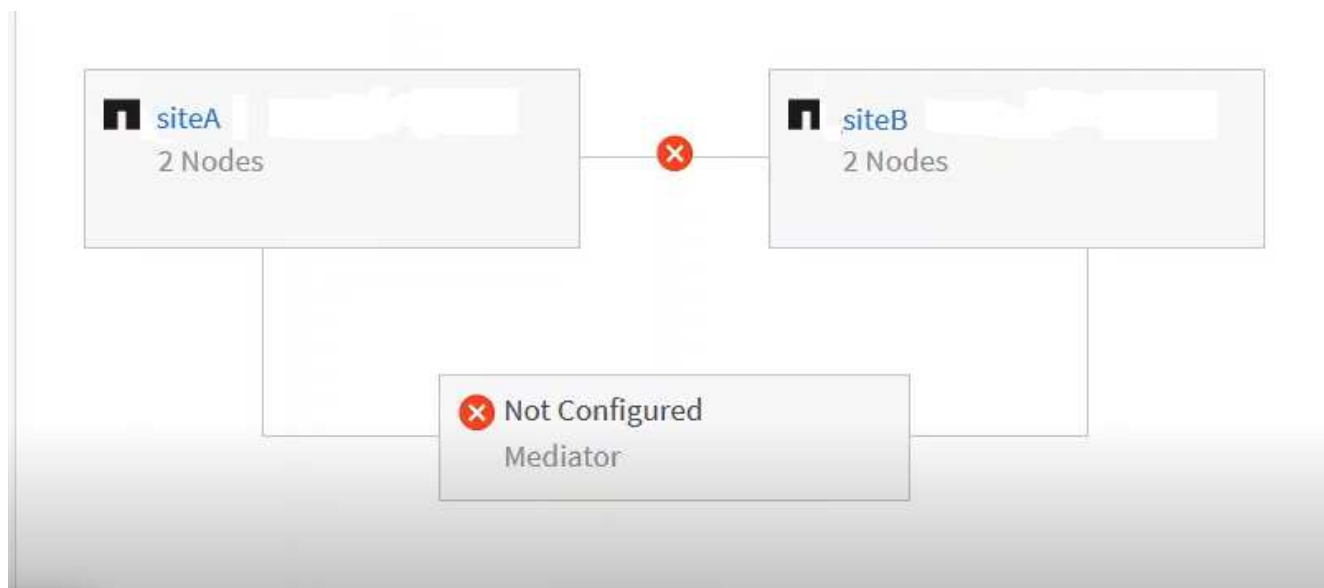 siteA
2 Nodes
siteB
2 Nodes
Not Configured
Mediator